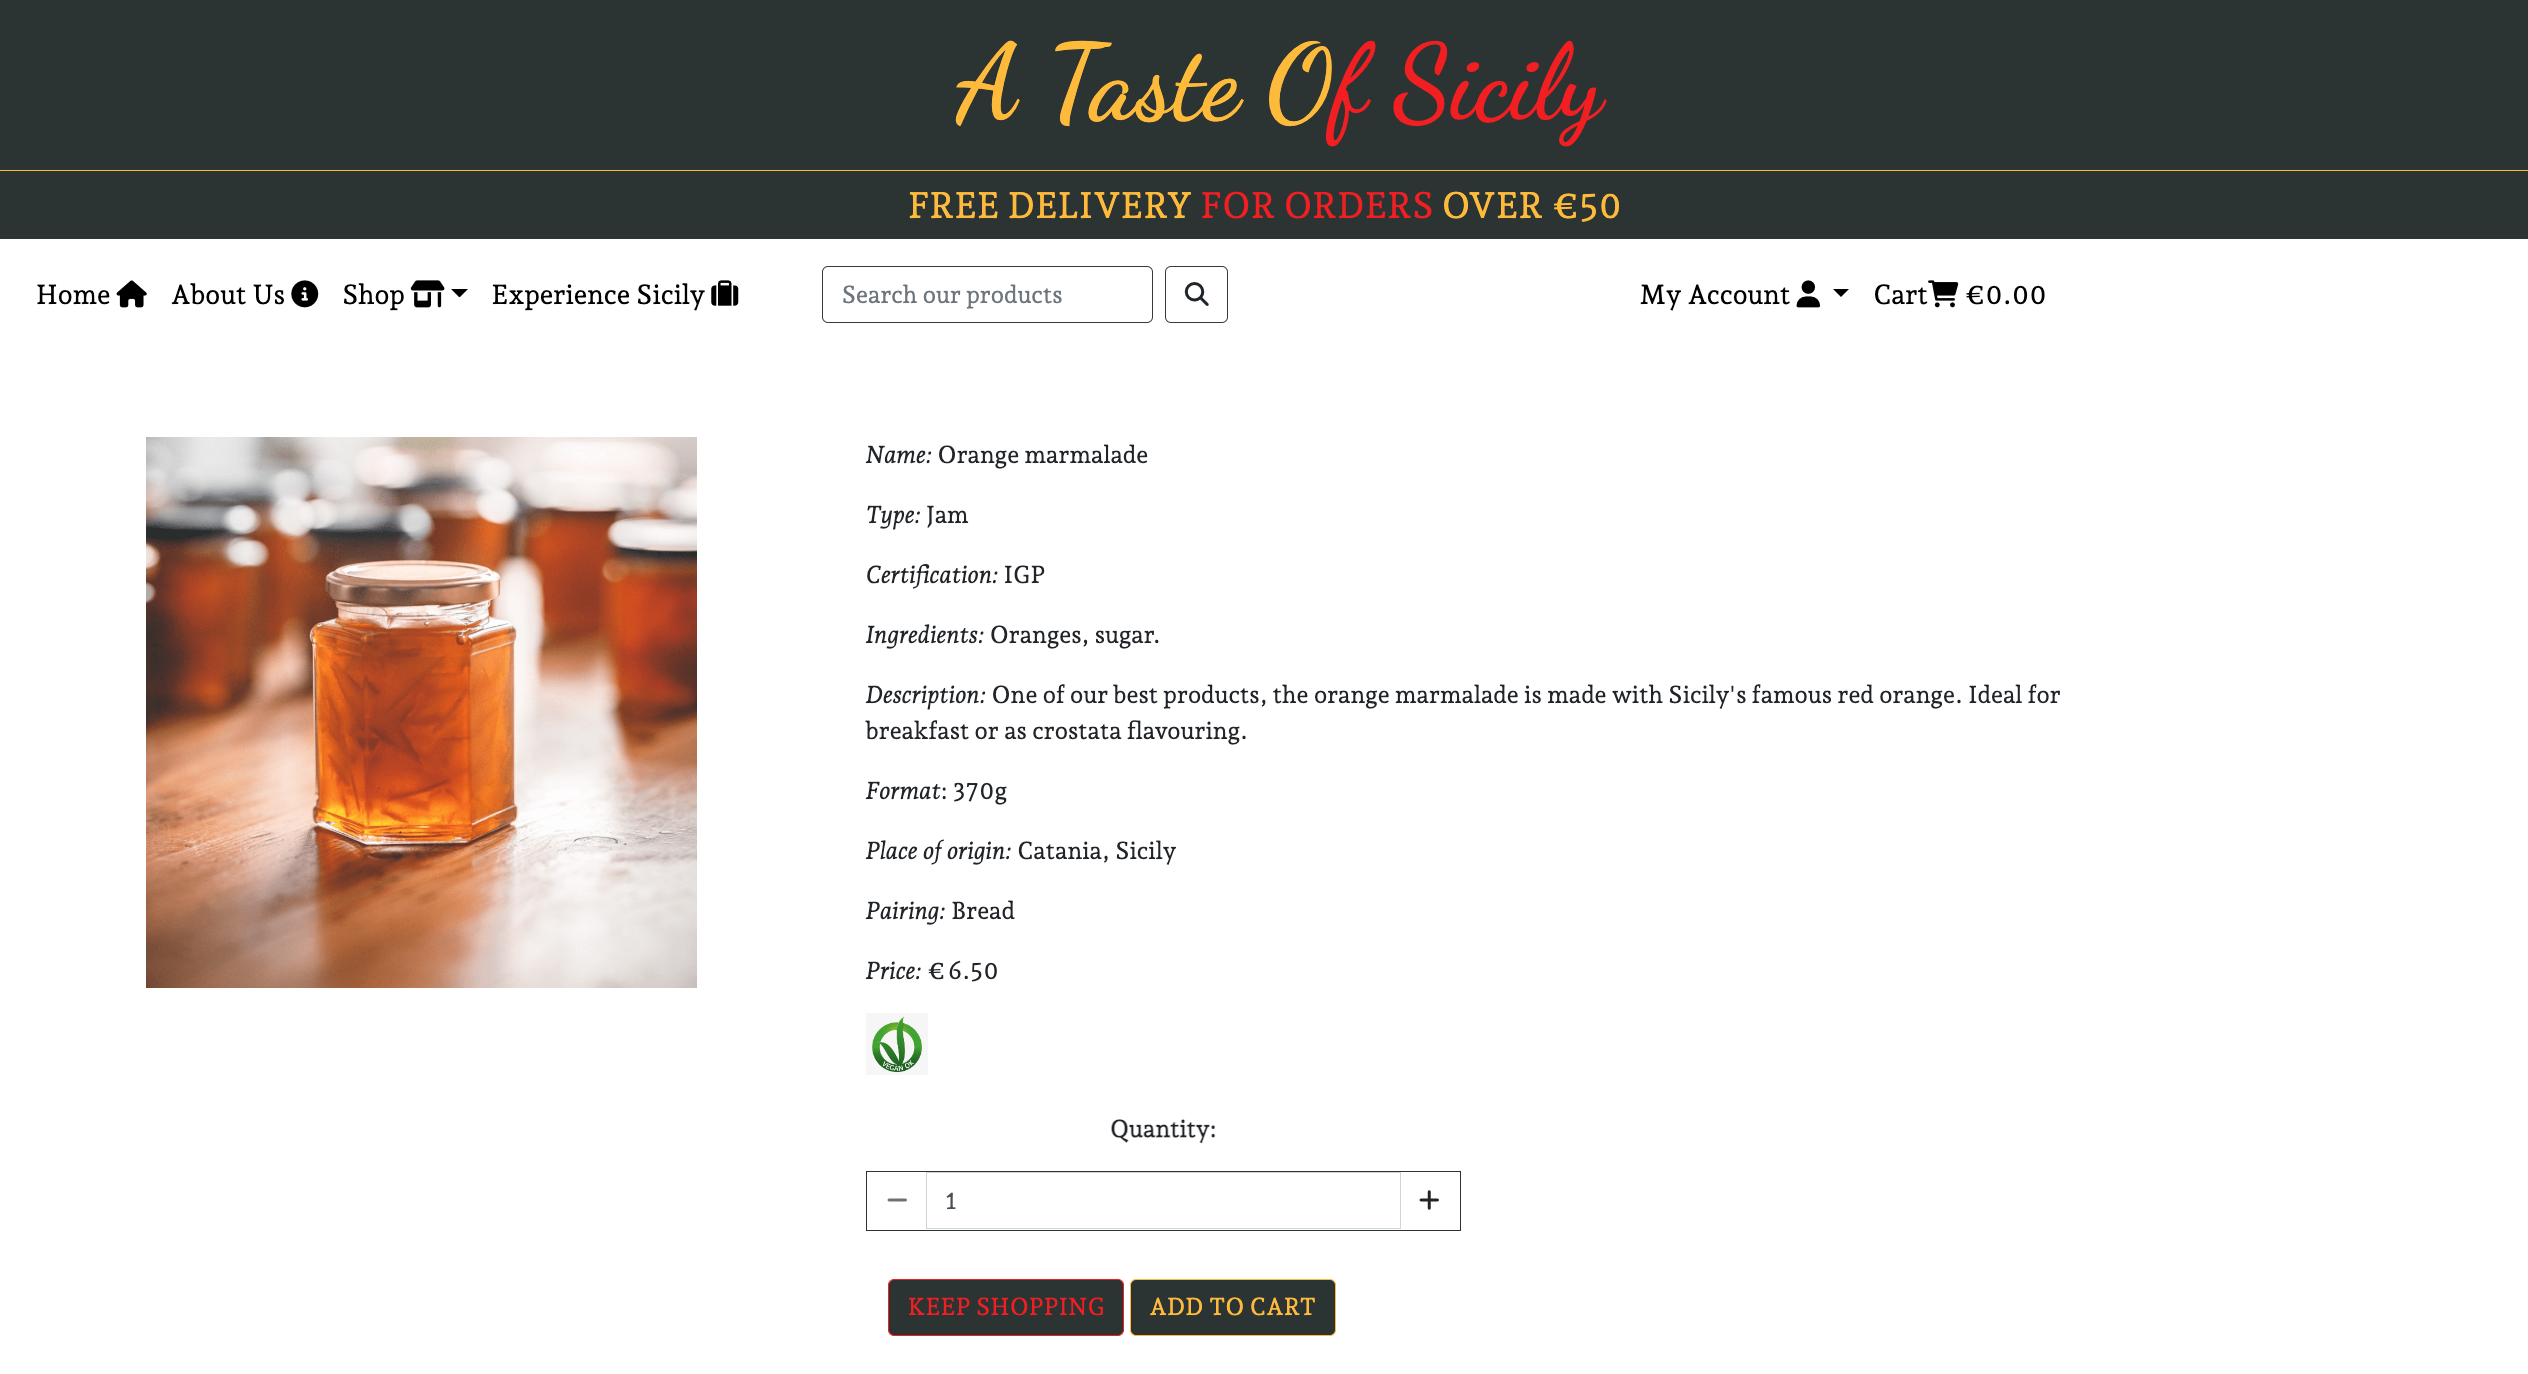 A Taste Of Sicily
FREE DELIVERY FOR ORDERS OVER €50
Home About Us Shop Experience Sicily Search our products My Account Cart €0.00
Name: Orange marmalade
Type: Jam
Certification: IGP
Ingredients: Oranges, sugar.
Description: One of our best products, the orange marmalade is made with Sicily's famous red orange. Ideal for
breakfast or as crostata flavouring.
Format: 370g
Place of origin: Catania, Sicily
Pairing: Bread
Price: €6.50
VEGAN OK
Quantity:
1
KEEP SHOPPING ADD TO CART